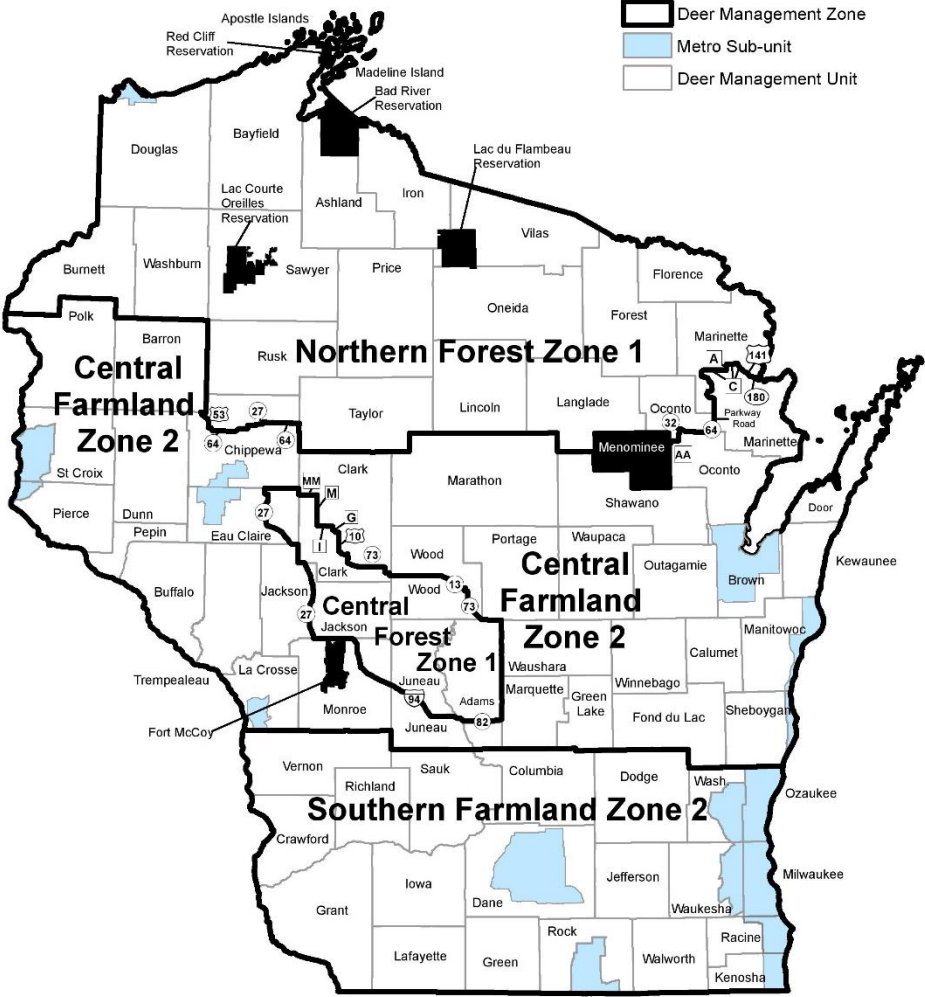 Apostle Islands
Red Cliff
Reservation
Madeline Island
Bad River
Reservation
Deer Management Zone
Metro Sub-unit
Deer Management Unit
Douglas
Bayfield
Lac du Flambeau
Reservation
Lac Courte
Oreilles
Reservation
Ashland
Iron
Vilas
Burnett
Washburn
Sawyer
Price
Florence
Oneida
Forest
Polk
Barron
Rusk
Northern Forest Zone 1
Marinette
A
141
C
180
Central
Farmland
Zone 2
Taylor
Lincoln
Langlade
Oconto
32
64
Parkway
Road
Marinette
53
27
64
64
Chippewa
Menominee
AA
Oconto
St Croix
Clark
Marathon
Shawano
MM
M
Pierce
Dunn
Pepin
27
Eau Claire
G
10
I
73
Door
Portage
Waupaca
Wood
Outagamie
Brown
Kewaunee
Central
Farmland
Zone 2
Buffalo
Jackson
Clark
Wood
13
73
27
Central
Forest
Zone 1
Jackson
Manitowoc
Calumet
Trempealeau
La Crosse
Juneau
94
Adams
82
Waushara
Marquette
Green
Lake
Winnebago
Fond du Lac
Sheboygan
Monroe
Fort McCoy
Juneau
Vernon
Richland
Sauk
Columbia
Dodge
Wash.
Ozaukee
Southern Farmland Zone 2
Crawford
Iowa
Dane
Jefferson
Waukesha
Milwaukee
Grant
Lafayette
Green
Rock
Walworth
Racine
Kenosha